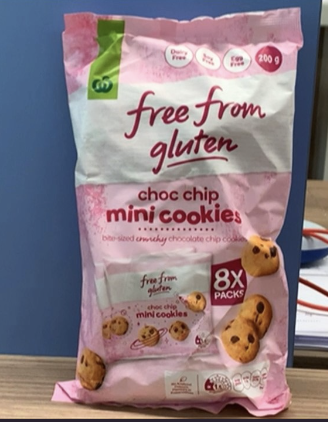 Dairy
Free
Soy
Free
Egg
Free
200 g
free from
gluten
choc chip
mini cookies
bite-sized crunchy chocolate chip cookies
free from
gluten
choc chip
mini cookies
8X
PACKS